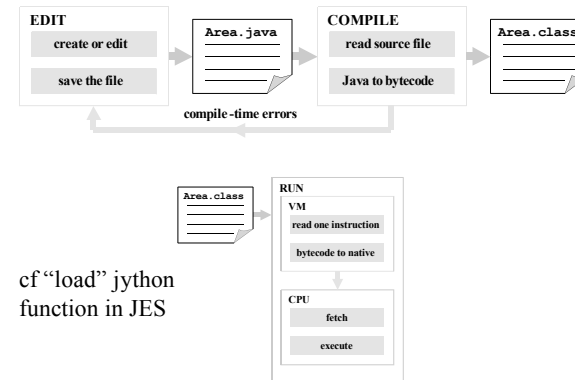 EDIT
create or edit
save the file
Area.java
COMPILE
read source file
Java to bytecode
Area.class
compile-time errors
Area.class
RUN
VM
read one instruction
bytecode to native
CPU
fetch
execute
cf “load” jython
function in JES